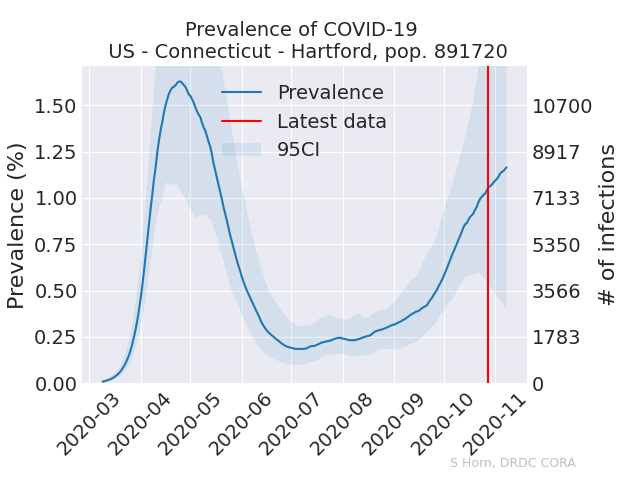 Prevalence of COVID-19
US - Connecticut - Hartford, pop. 891720
Prevalence (%)
1.50
1.25
1.00
0.75
0.50
0.25
0.00
Prevalence
Latest data
95CI
10700
8917
7133
5350
3566
1783
0
# of infections
2020-03
2020-04
2020-05
2020-06
2020-07
2020-08
2020-09
2020-10
2020-11
S Horn, DRDC CORA